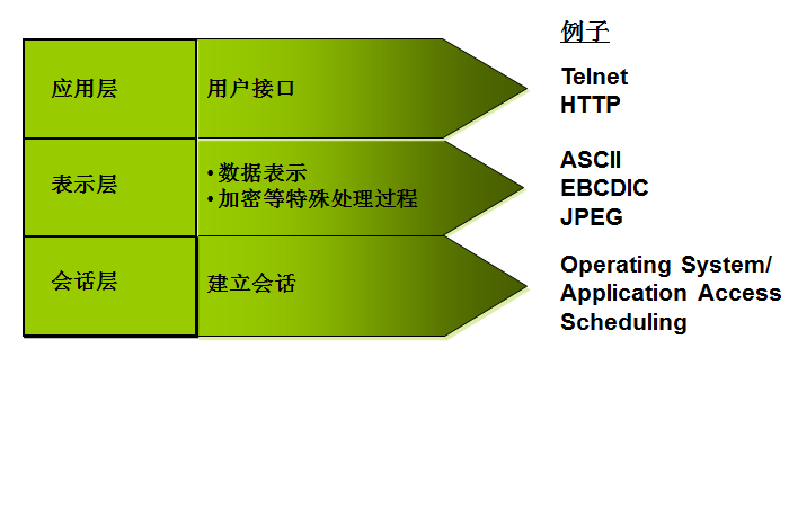 例子
应用层
用户接口
Telnet
HTTP
表示层
•数据表示
•加密等特殊处理过程
ASCII
EBCDIC
JPEG
会话层
建立会话
Operating System/
Application Access
Scheduling